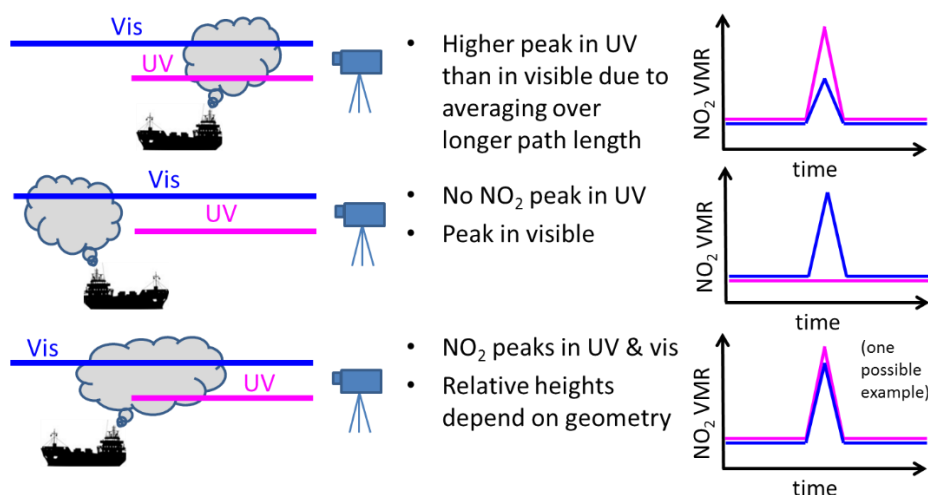 Vis
UV
• Higher peak in UV
than in visible due to
averaging over
longer path length
NO₂ VMR
time
Vis
UV
• No NO₂ peak in UV
• Peak in visible
NO₂ VMR
time
Vis
UV
• NO₂ peaks in UV & vis
• Relative heights
depend on geometry
NO₂ VMR
(one
possible
example)
time